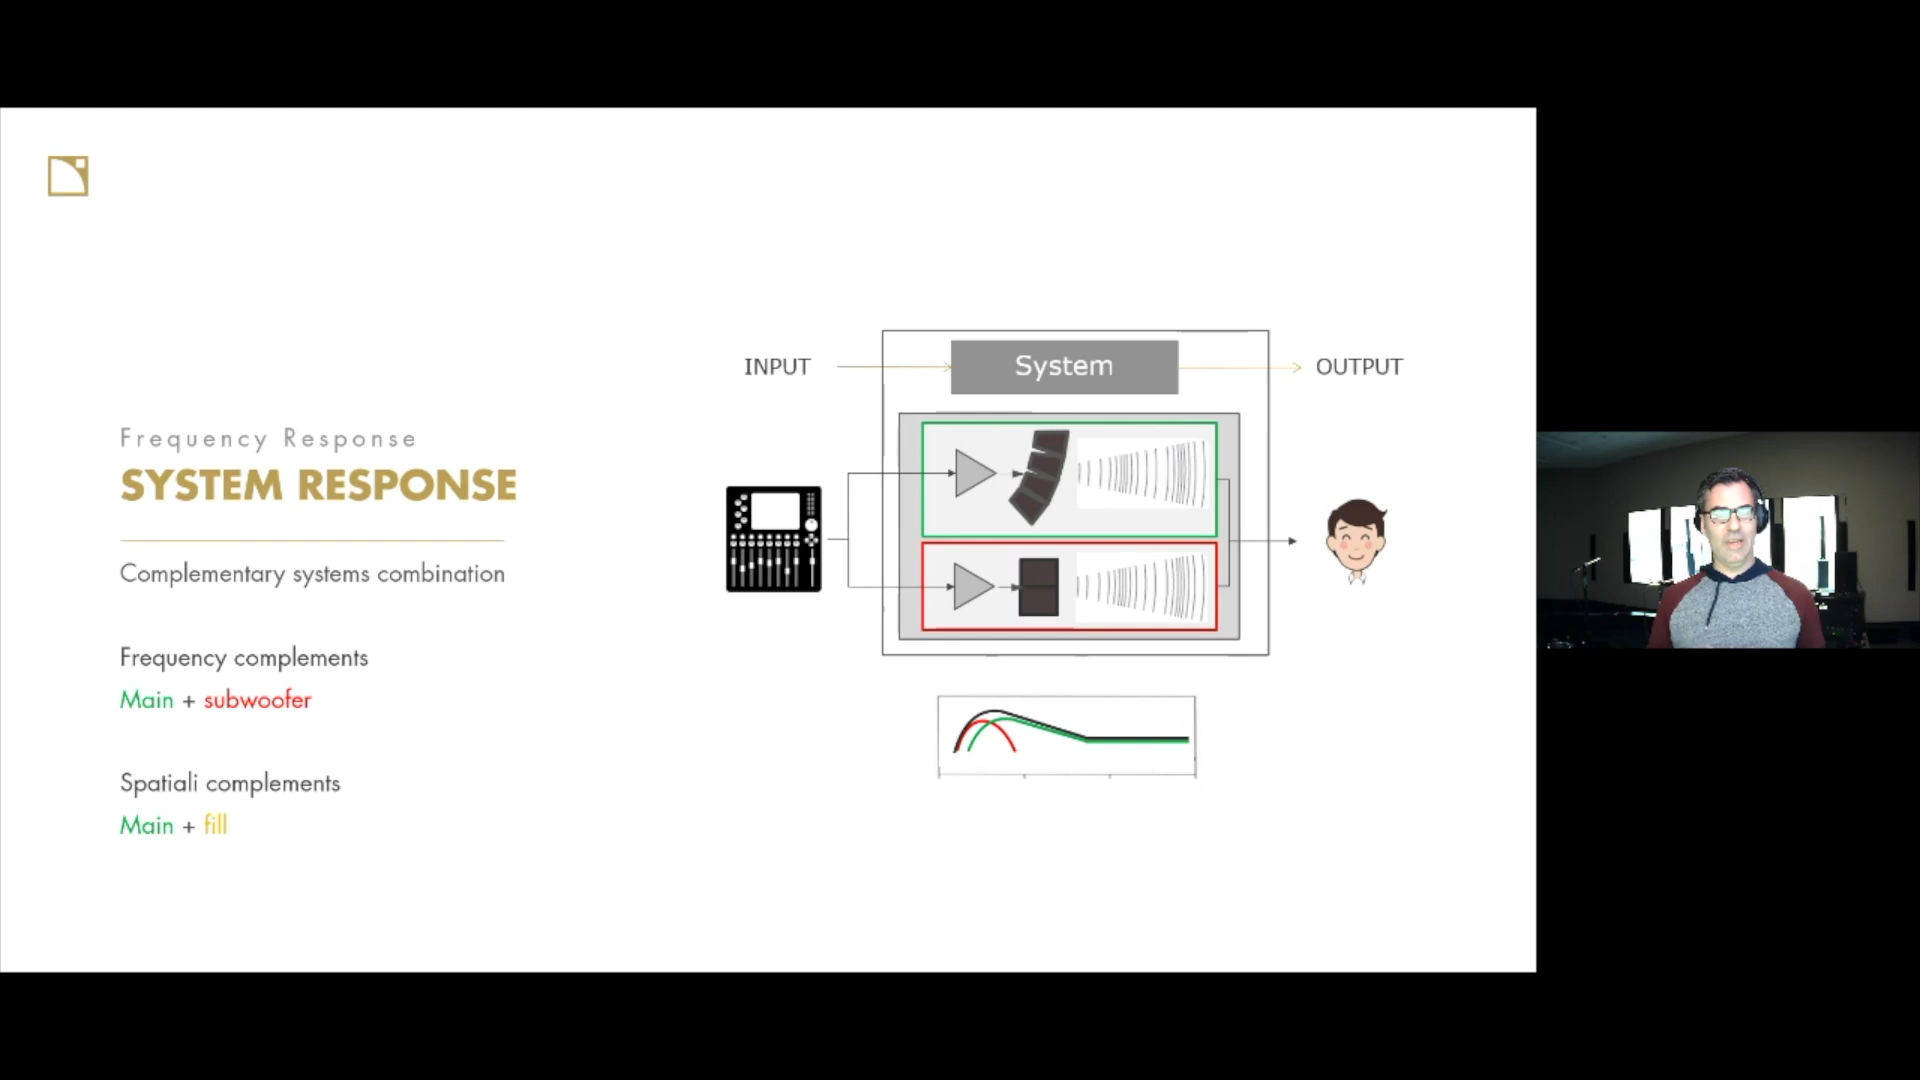 Frequency Response
SYSTEM RESPONSE
Complementary systems combination
Frequency complements
Main + subwoofer
Spatiali complements
Main + fill
INPUT
System
OUTPUT